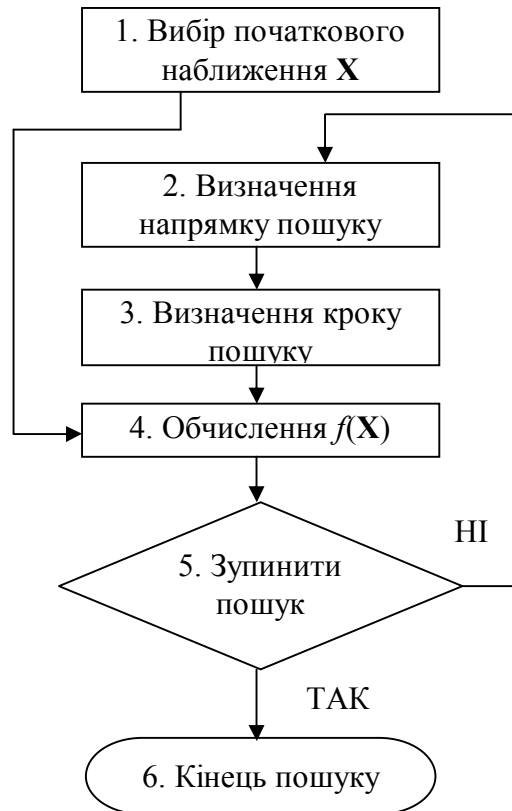 1. Вибір початкового
наближення X
2. Визначення
напрямку пошуку
3. Визначення кроку
пошуку
4. Обчислення f(X)
5. Зупинити
пошук
НІ
ТАК
6. Кінець пошуку